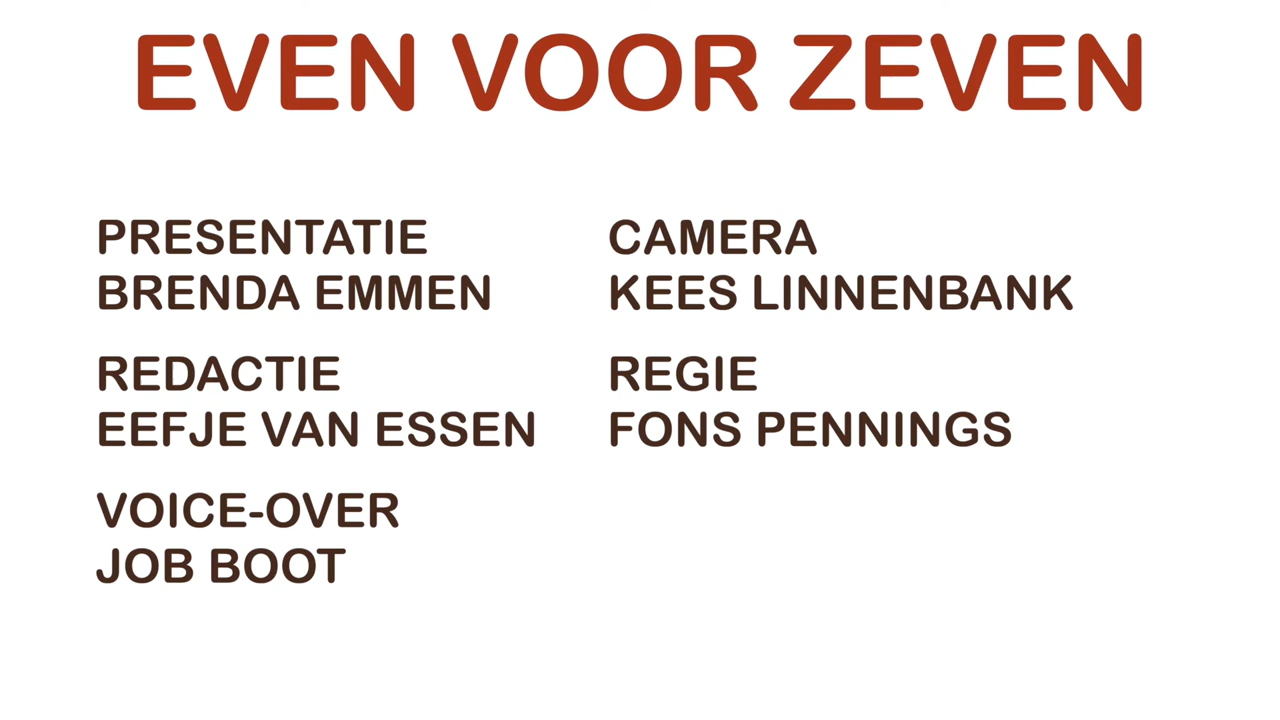 EVEN VOOR ZEVEN
PRESENTATIE
BRENDA EMMEN
REDACTIE
EEFJE VAN ESSEN
VOICE-OVER
JOB BOOT
CAMERA
KEES LINNENBANK
REGIE
FONS PENNINGS